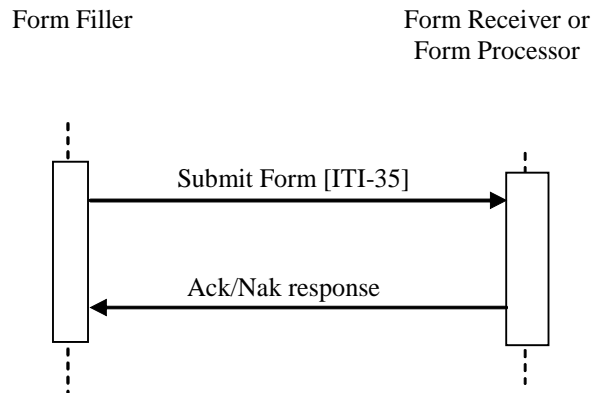 Form Filler
Form Receiver or
Form Processor
Submit Form [ITI-35]
Ack/Nak response